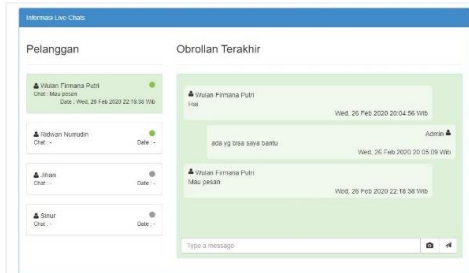 Informasi Live Chats
Pelanggan
Wulan Firmana Putri
Chat : Mau pesan
Date : Wed, 26 Feb 2020 22:18:38 Wib
Ridwan Nurrudin
Chat : -
Date : -
Jihan
Chat : -
Date : -
Sinur
Chat : -
Date : -
Obrollan Terakhir
Wulan Firmana Putri
Hai
Wed, 26 Feb 2020 20:04:56 Wib
Admin
ada yg bisa saya bantu
Wed, 26 Feb 2020 20:05:09 Wib
Wulan Firmana Putri
Mau pesan
Wed, 26 Feb 2020 22:18:38 Wib
Type a message